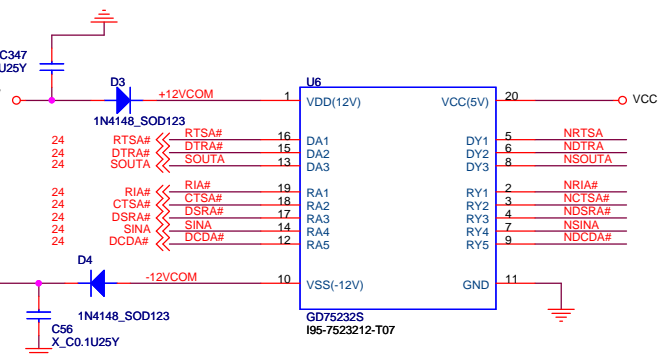 C347
U25Y
D3
+12VCOM
1N4148_SOD123
U6
1 VDD(12V) VCC(5V) 20 VCC
24 RTSA# RTSA# 16 DA1 DY1 5 NRTSA
24 DTRA# DTRA# 15 DA2 DY2 6 NDTRA
24 SOUTA SOUTA 13 DA3 DY3 8 NSOUTA
24 RIA# RIA# 19 RA1 RY1 2 NRIA#
24 CTSA# CTSA# 18 RA2 RY2 3 NCTSA#
24 DSRA# DSRA# 17 RA3 RY3 4 NDSRA#
24 SINA SINA 14 RA4 RY4 7 NSINA
24 DCDA# DCDA# 12 RA5 RY5 9 NDCDA#
D4
-12VCOM 10 VSS(-12V) GND 11
1N4148_SOD123
GD75232S
I95-7523212-T07
C56
X_C0.1U25Y